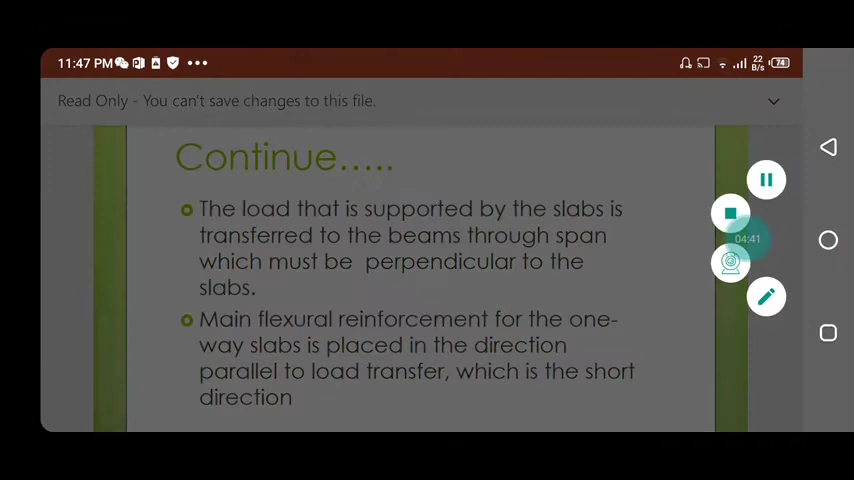 11:47 PM
22
B/s
74
Read Only - You can't save changes to this file.
Continue.....
The load that is supported by the slabs is
transferred to the beams through span
which must be perpendicular to the
slabs.
Main flexural reinforcement for the one-
way slabs is placed in the direction
parallel to load transfer, which is the short
direction
04:41